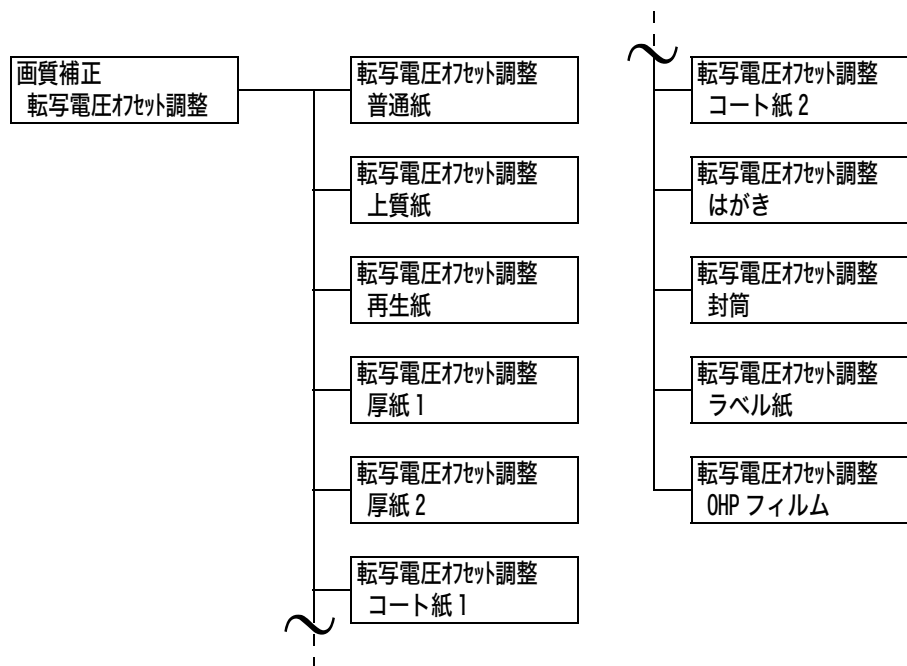 画質補正
転写電圧ｵﾌｾｯﾄ調整
転写電圧ｵﾌｾｯﾄ調整
普通紙
転写電圧ｵﾌｾｯﾄ調整
上質紙
転写電圧ｵﾌｾｯﾄ調整
再生紙
転写電圧ｵﾌｾｯﾄ調整
厚紙 1
転写電圧ｵﾌｾｯﾄ調整
厚紙 2
転写電圧ｵﾌｾｯﾄ調整
コート紙 1
転写電圧ｵﾌｾｯﾄ調整
コート紙 2
転写電圧ｵﾌｾｯﾄ調整
はがき
転写電圧ｵﾌｾｯﾄ調整
封筒
転写電圧ｵﾌｾｯﾄ調整
ラベル紙
転写電圧ｵﾌｾｯﾄ調整
OHP フィルム